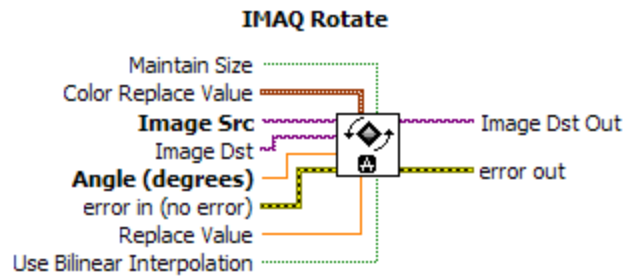 IMAQ Rotate
Maintain Size
Color Replace Value
Image Src
Image Dst Out
Image Dst
Angle (degrees)
error out
error in (no error)
Replace Value
Use Bilinear Interpolation
A